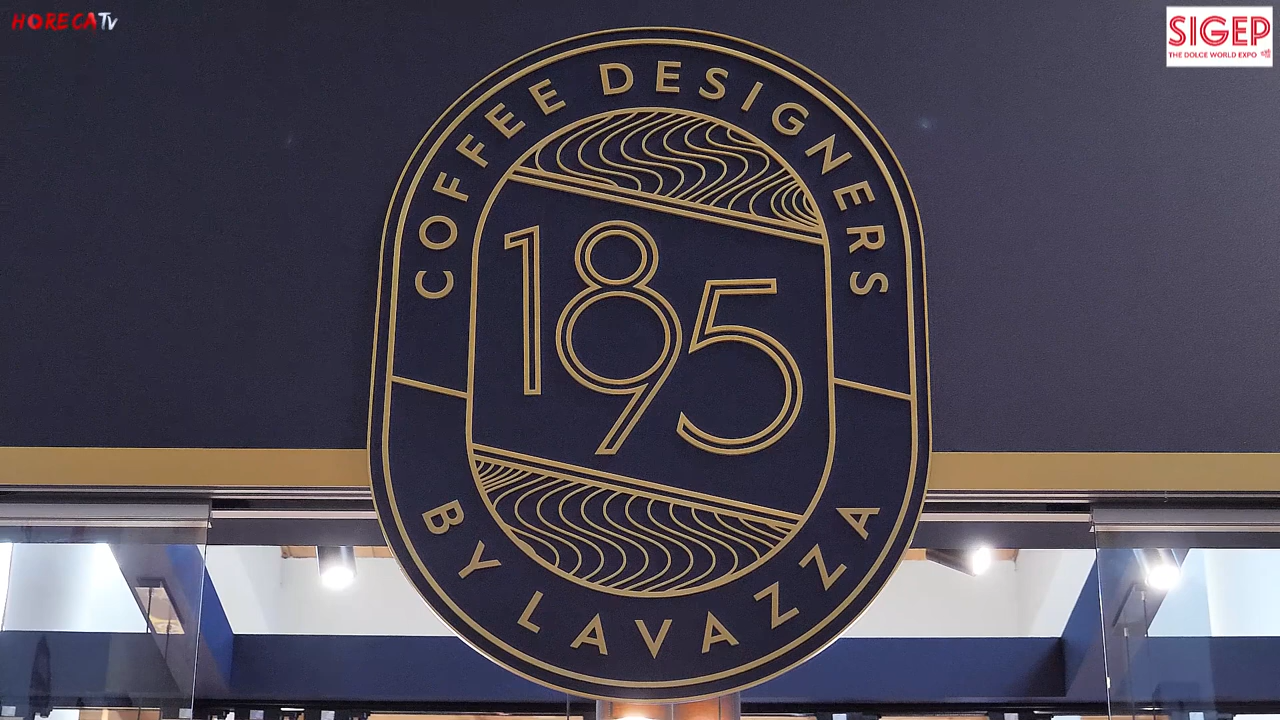 HORECATV
SIGEP
THE DOLCE WORLD EXPO
COFFEE DESIGNERS
1895
BY LAVAZZA